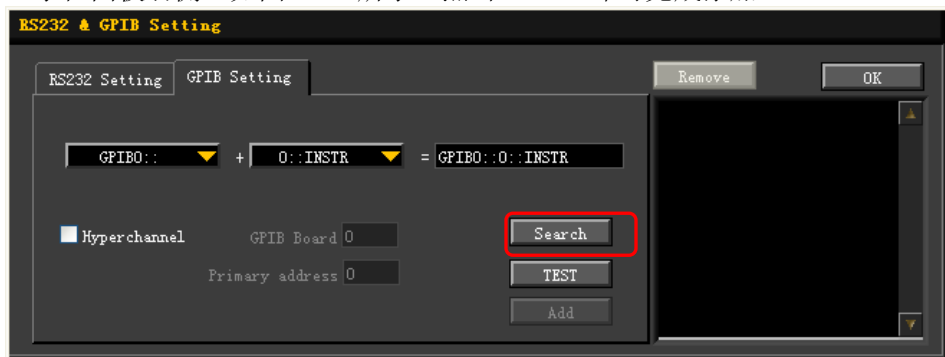 RS232 & GPIB Setting
RS232 Setting
GPIB Setting
Remove
OK
GPIB0:: + 0::INSTR = GPIB0::0::INSTR
Hyperchannel
GPIB Board 0
Search
Primary address 0
TEST
Add